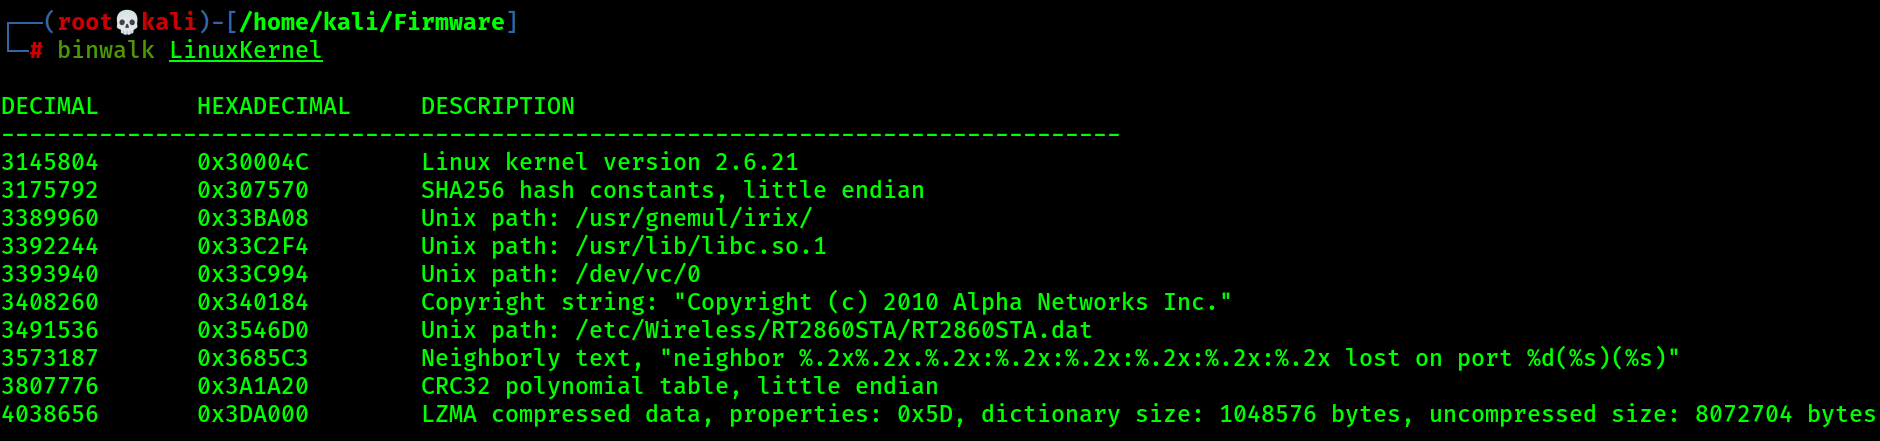 (root💀kali)-[/home/kali/Firmware]
# binwalk LinuxKernel
DECIMAL       HEXADECIMAL     DESCRIPTION
--------------------------------------------------------------------------------
3145804       0x30004C        Linux kernel version 2.6.21
3175792       0x307570        SHA256 hash constants, little endian
3389960       0x33BA08        Unix path: /usr/gnemul/irix/
3392244       0x33C2F4        Unix path: /usr/lib/libc.so.1
3393940       0x33C994        Unix path: /dev/vc/0
3408260       0x340184        Copyright string: "Copyright (c) 2010 Alpha Networks Inc."
3491536       0x3546D0        Unix path: /etc/Wireless/RT2860STA/RT2860STA.dat
3573187       0x3685C3        Neighborly text, "neighbor %.2x%.2x.%.2x:%.2x:%.2x:%.2x:%.2x:%.2x lost on port %d(%s)(%s)"
3807776       0x3A1A20        CRC32 polynomial table, little endian
4038656       0x3DA000        LZMA compressed data, properties: 0x5D, dictionary size: 1048576 bytes, uncompressed size: 8072704 bytes